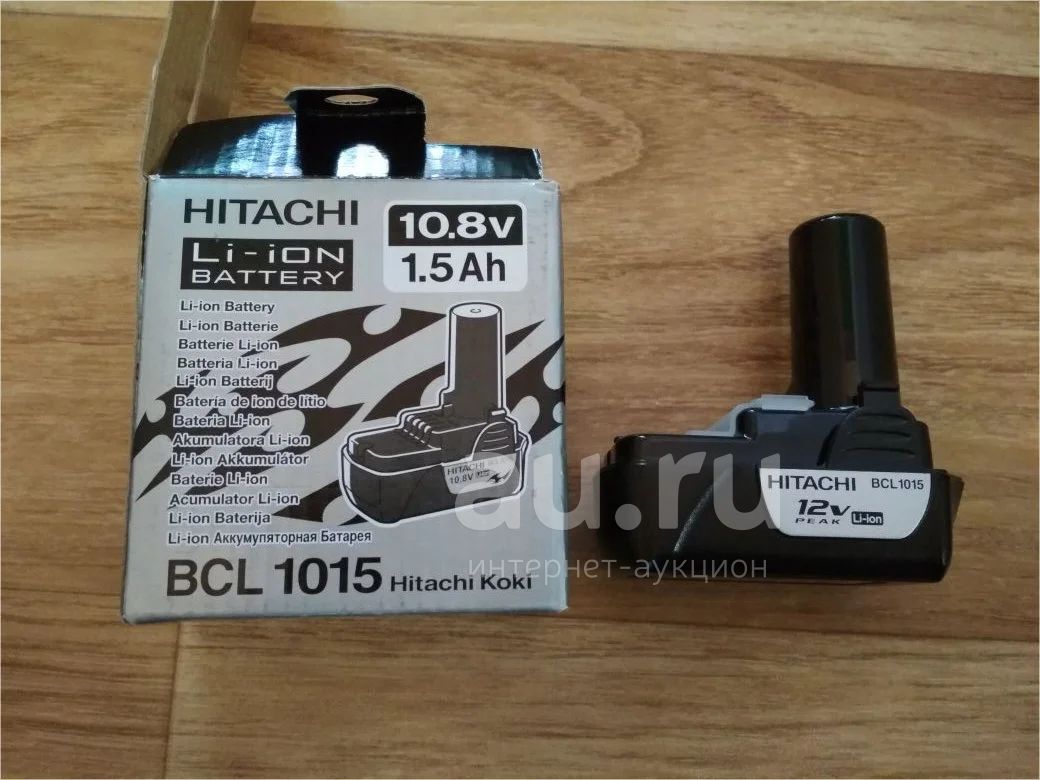 HITACHI
Li-ion
BATTERY
10.8v
1.5Ah
Li-ion Battery
Li-ion Batterie
Batterie Li-ion
Batteria Li-ion
Li-ion Batterij
Batería de ion de litio
Bateria Li-ion
Akumulatora Li-ion
Li-ion Akkumulátor
Baterie Li-ion
Acumulator Li-ion
Li-ion Baterija
Li-ion Аккумуляторная Батарея
HITACHI
10.8V
BCL 1015 Hitachi Koki
HITACHI BCL1015
12v
PEAK Li-ion
au.ru
интернет-аукцион